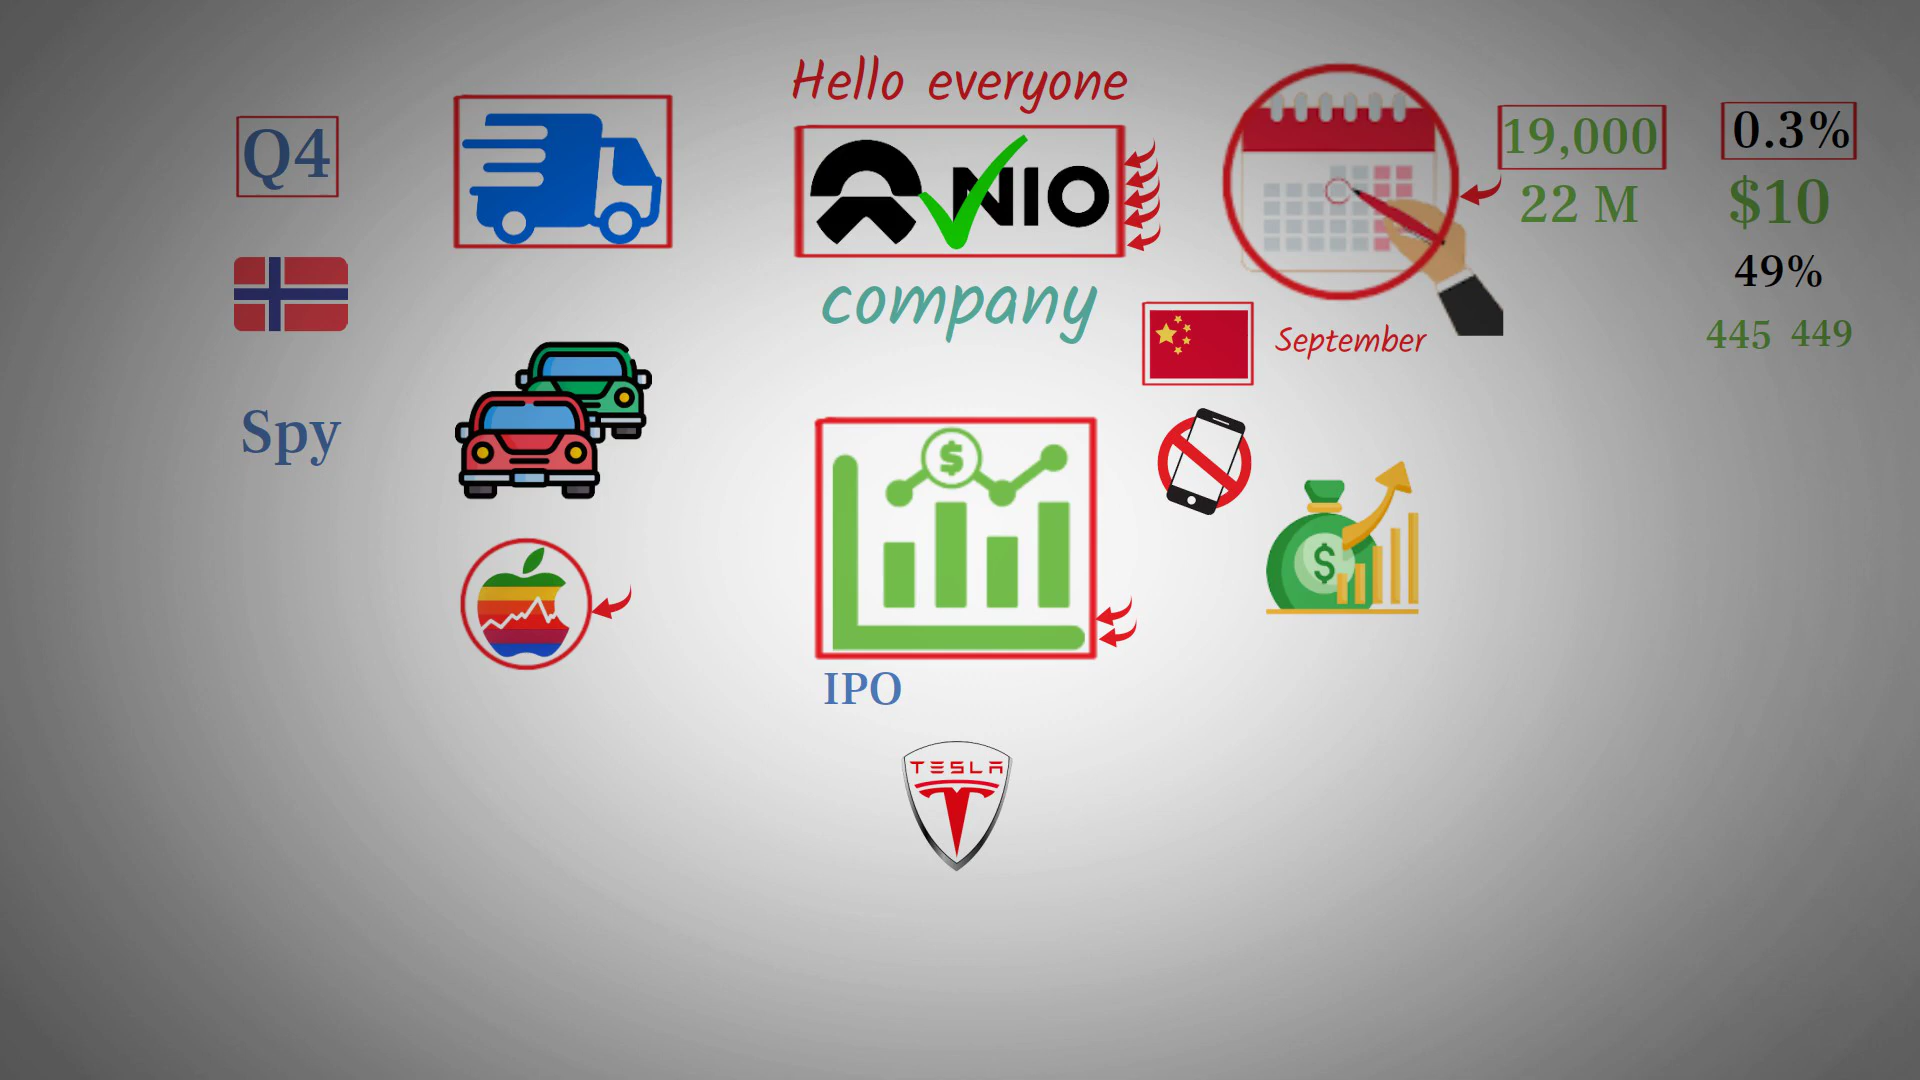 Hello everyone
NIO
company
Q4
Spy
19,000
22 M
0.3%
$10
49%
445 449
September
$
$
IPO
TESLA